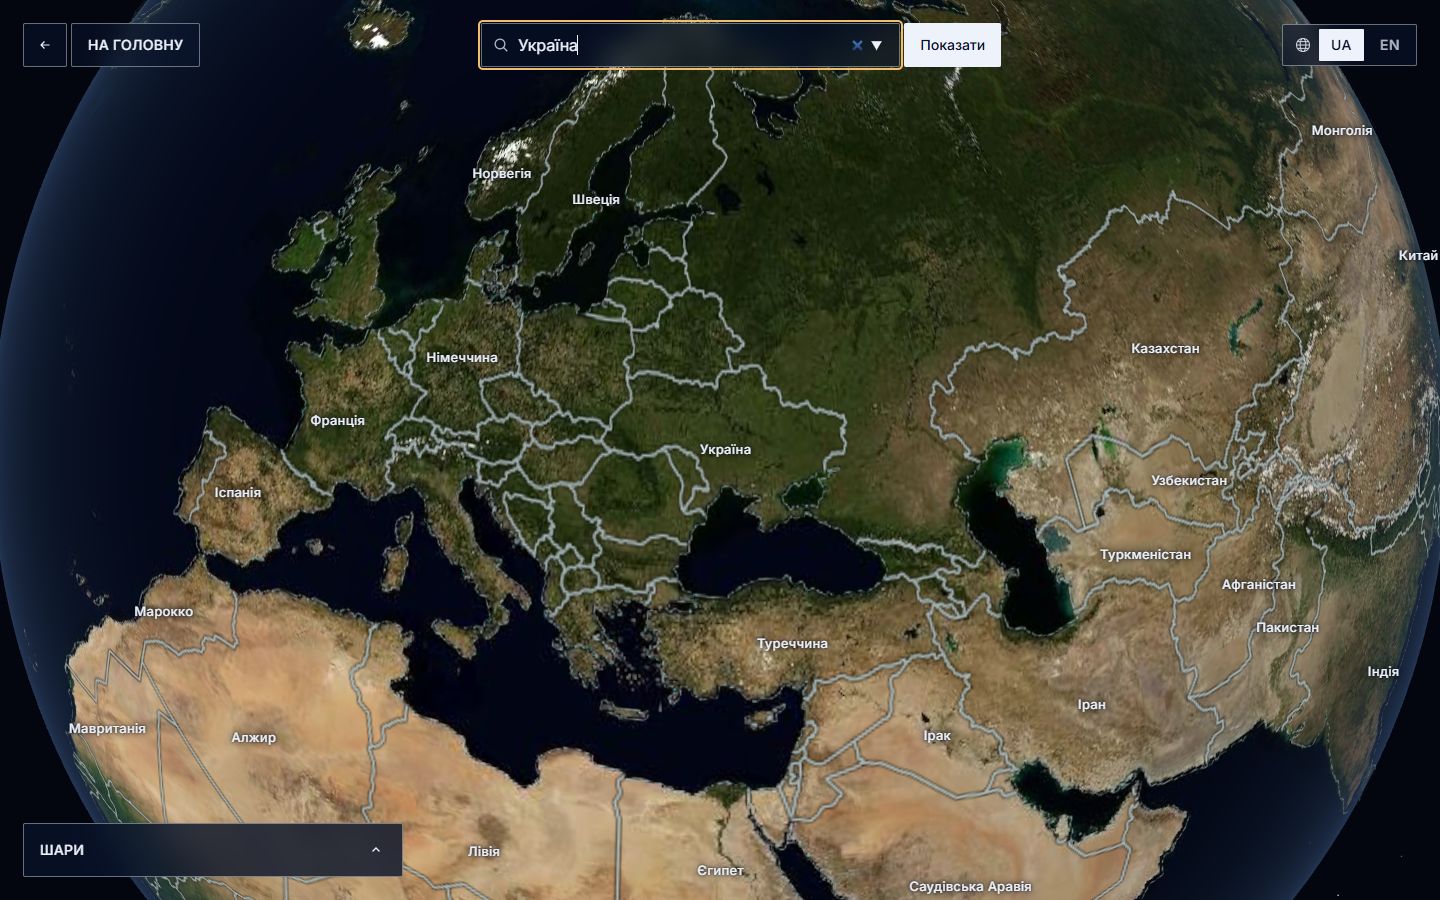 НА ГОЛОВНУ
Україна
Показати
UA
EN
Монголія
Норвегія
Швеція
Китай
Казахстан
Німеччина
Франція
Україна
Узбекистан
Іспанія
Туркменістан
Афганістан
Марокко
Пакистан
Туреччина
Індія
Іран
Мавританія
Алжир
Ірак
ШАРИ
Лівія
Єгипет
Саудівська Аравія